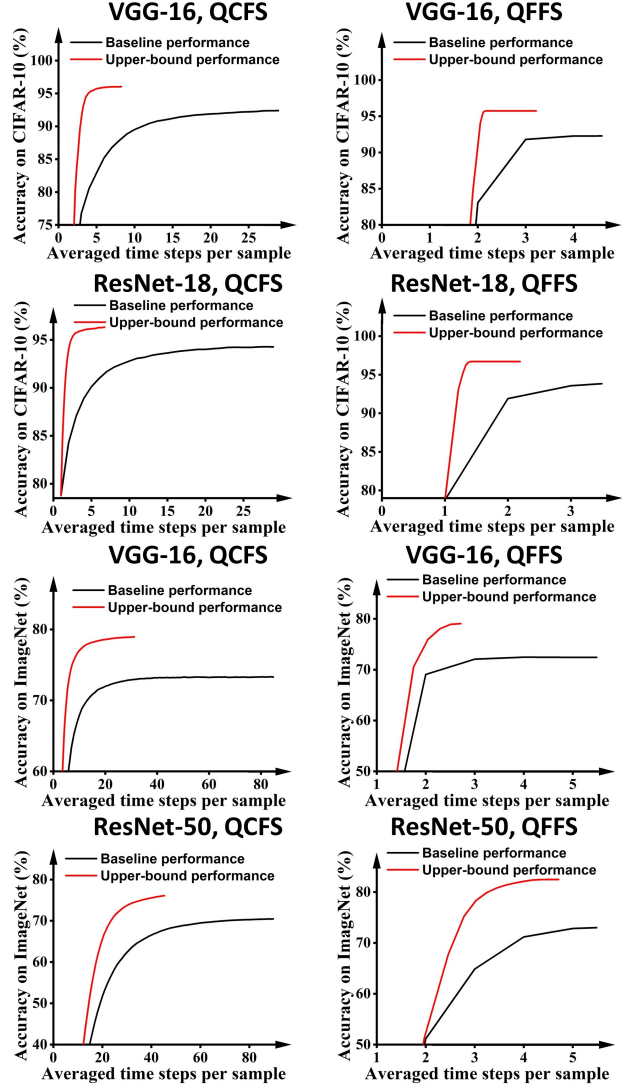 VGG-16, QCFS
Baseline performance
Upper-bound performance
Accuracy on CIFAR-10 (%)
100
95
90
85
80
75
0 5 10 15 20 25
Averaged time steps per sample
VGG-16, QFFS
Baseline performance
Upper-bound performance
Accuracy on CIFAR-10 (%)
100
95
90
85
80
0 1 2 3 4
Averaged time steps per sample
ResNet-18, QCFS
Baseline performance
Upper-bound performance
Accuracy on CIFAR-10 (%)
95
90
85
80
0 5 10 15 20 25
Averaged time steps per sample
ResNet-18, QFFS
Baseline performance
Upper-bound performance
Accuracy on CIFAR-10 (%)
100
95
90
85
80
0 1 2 3
Averaged time steps per sample
VGG-16, QCFS
Baseline performance
Upper-bound performance
Accuracy on ImageNet (%)
80
70
60
0 20 40 60 80
Averaged time steps per sample
VGG-16, QFFS
Baseline performance
Upper-bound performance
Accuracy on ImageNet (%)
80
70
60
50
1 2 3 4 5
Averaged time steps per sample
ResNet-50, QCFS
Baseline performance
Upper-bound performance
Accuracy on ImageNet (%)
80
70
60
50
40
0 20 40 60 80
Averaged time steps per sample
ResNet-50, QFFS
Baseline performance
Upper-bound performance
Accuracy on ImageNet (%)
80
70
60
50
1 2 3 4 5
Averaged time steps per sample